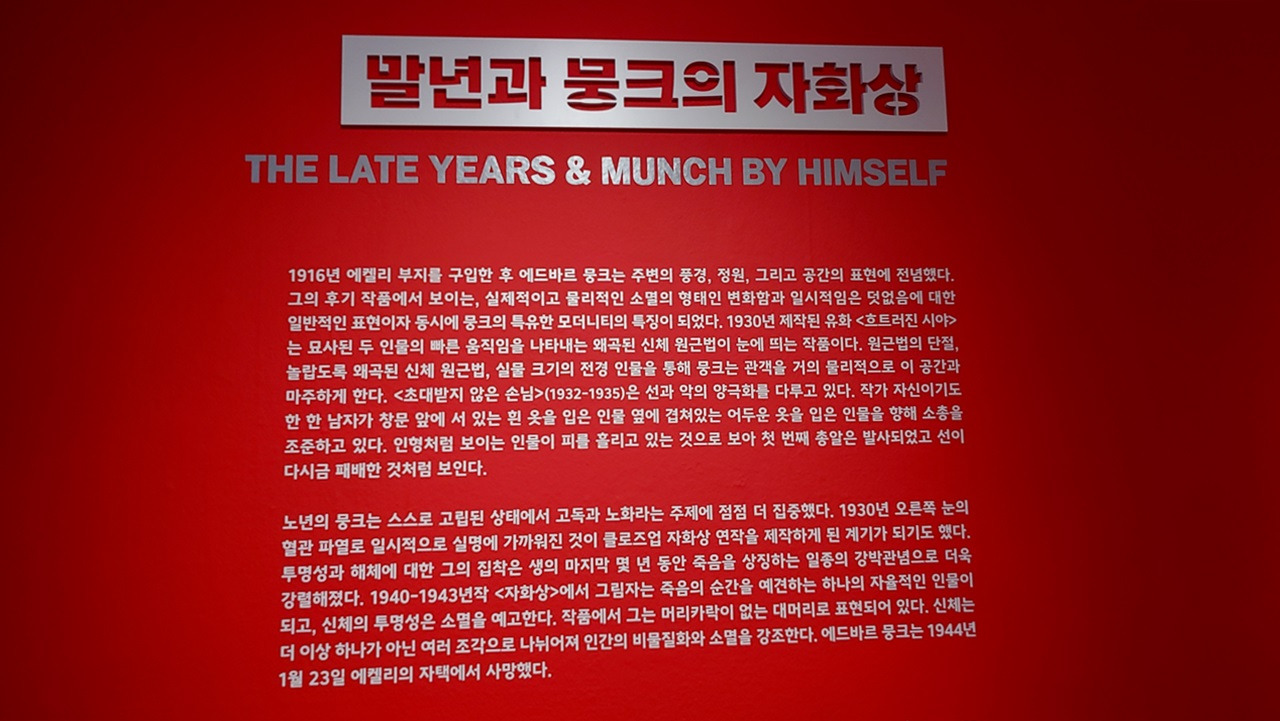 말년과 뭉크의 자화상
THE LATE YEARS & MUNCH BY HIMSELF
1916년 에켈리 부지를 구입한 후 에드바르 뭉크는 주변의 풍경, 정원, 그리고 공간의 표현에 전념했다.
그의 후기 작품에서 보이는, 실제적이고 물리적인 소멸의 형태인 변화함과 일시적임은 덧없음에 대한
일반적인 표현이자 동시에 뭉크의 특유한 모더니티의 특징이 되었다. 1930년 제작된 유화 <흐트러진 시야>
는 묘사된 두 인물의 빠른 움직임을 나타내는 왜곡된 신체 원근법이 눈에 띄는 작품이다. 원근법의 단절,
놀랍도록 왜곡된 신체 원근법, 실물 크기의 전경 인물을 통해 뭉크는 관객을 거의 물리적으로 이 공간과
마주하게 한다. <초대받지 않은 손님>(1932-1935)은 선과 악의 양극화를 다루고 있다. 작가 자신이기도
한 한 남자가 창문 앞에 서 있는 흰 옷을 입은 인물 옆에 겹쳐있는 어두운 옷을 입은 인물을 향해 소총을
조준하고 있다. 인형처럼 보이는 인물이 피를 흘리고 있는 것으로 보아 첫 번째 총알은 발사되었고 선이
다시금 패배한 것처럼 보인다.
노년의 뭉크는 스스로 고립된 상태에서 고독과 노화라는 주제에 점점 더 집중했다. 1930년 오른쪽 눈의
혈관 파열로 일시적으로 실명에 가까워진 것이 클로즈업 자화상 연작을 제작하게 된 계기가 되기도 했다.
투명성과 해체에 대한 그의 집착은 생의 마지막 몇 년 동안 죽음을 상징하는 일종의 강박관념으로 더욱
강렬해졌다. 1940-1943년작 <자화상>에서 그림자는 죽음의 순간을 예견하는 하나의 자율적인 인물이
되고, 신체의 투명성은 소멸을 예고한다. 작품에서 그는 머리카락이 없는 대머리로 표현되어 있다. 신체는
더 이상 하나가 아닌 여러 조각으로 나뉘어져 인간의 비물질화와 소멸을 강조한다. 에드바르 뭉크는 1944년
1월 23일 에켈리의 자택에서 사망했다.